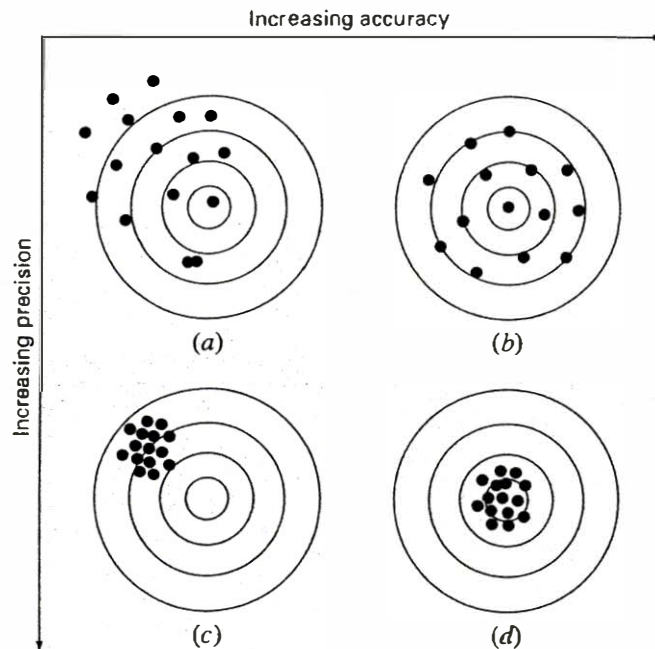 Increasing accuracy
Increasing precision
(a)
(b)
(c)
(d)